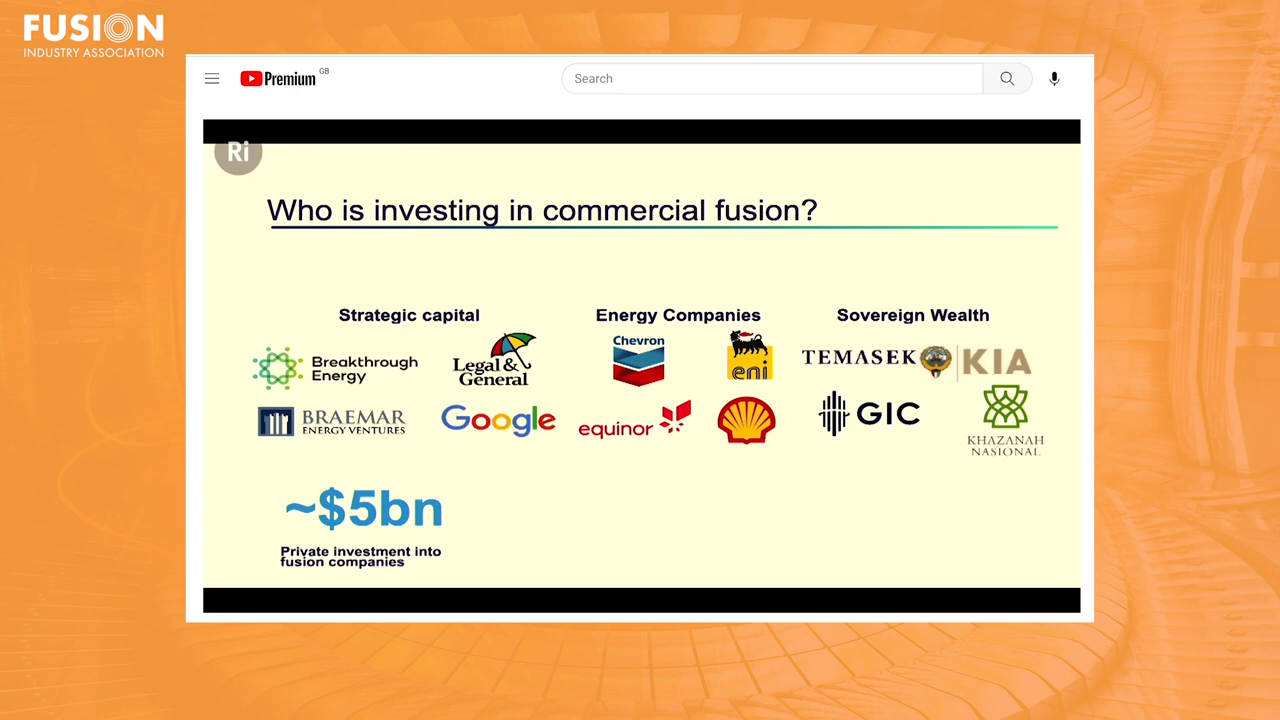 FUSION
INDUSTRY ASSOCIATION
Premium GB
Search
Ri
Who is investing in commercial fusion?
Strategic capital
Energy Companies
Sovereign Wealth
Breakthrough
Energy
Legal &
General
Chevron
eni
TEMASEK
KIA
BRAEMAR
ENERGY VENTURES
Google
equinor
GIC
KHAZANAH
NASIONAL
~$5bn
Private investment into
fusion companies